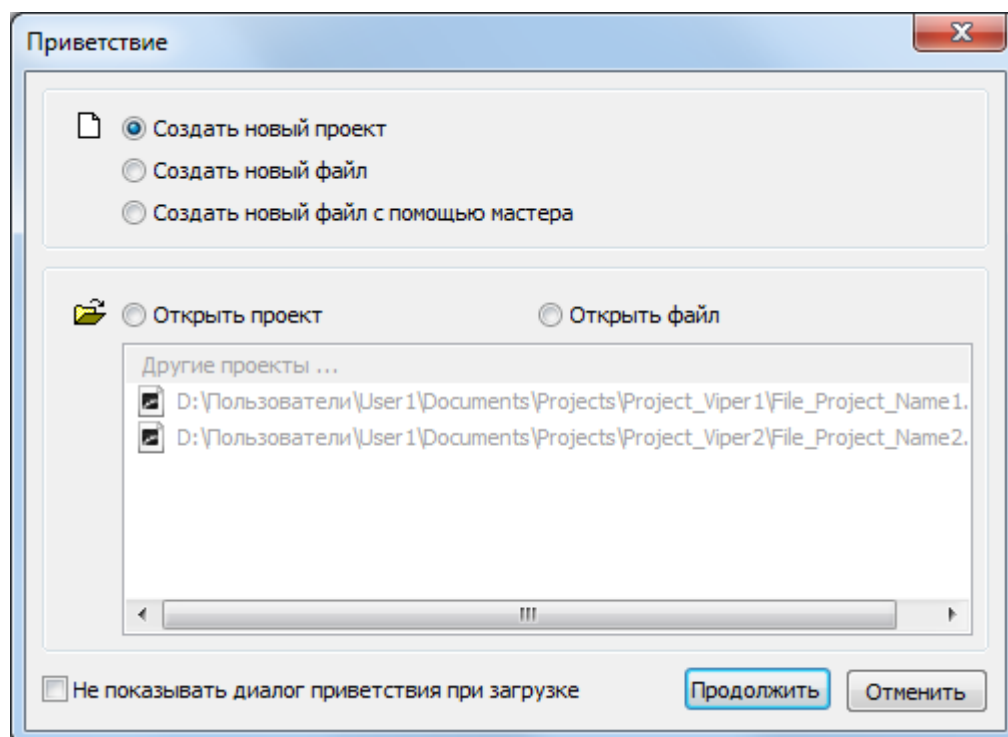 Приветствие
Создать новый проект
Создать новый файл
Создать новый файл с помощью мастера
Открыть проект
Открыть файл
Другие проекты ...
D:\Пользователи\User1\Documents\Projects\Project_Viper1\File_Project_Name1.
D:\Пользователи\User1\Documents\Projects\Project_Viper2\File_Project_Name2.
Не показывать диалог приветствия при загрузке
Продолжить
Отменить